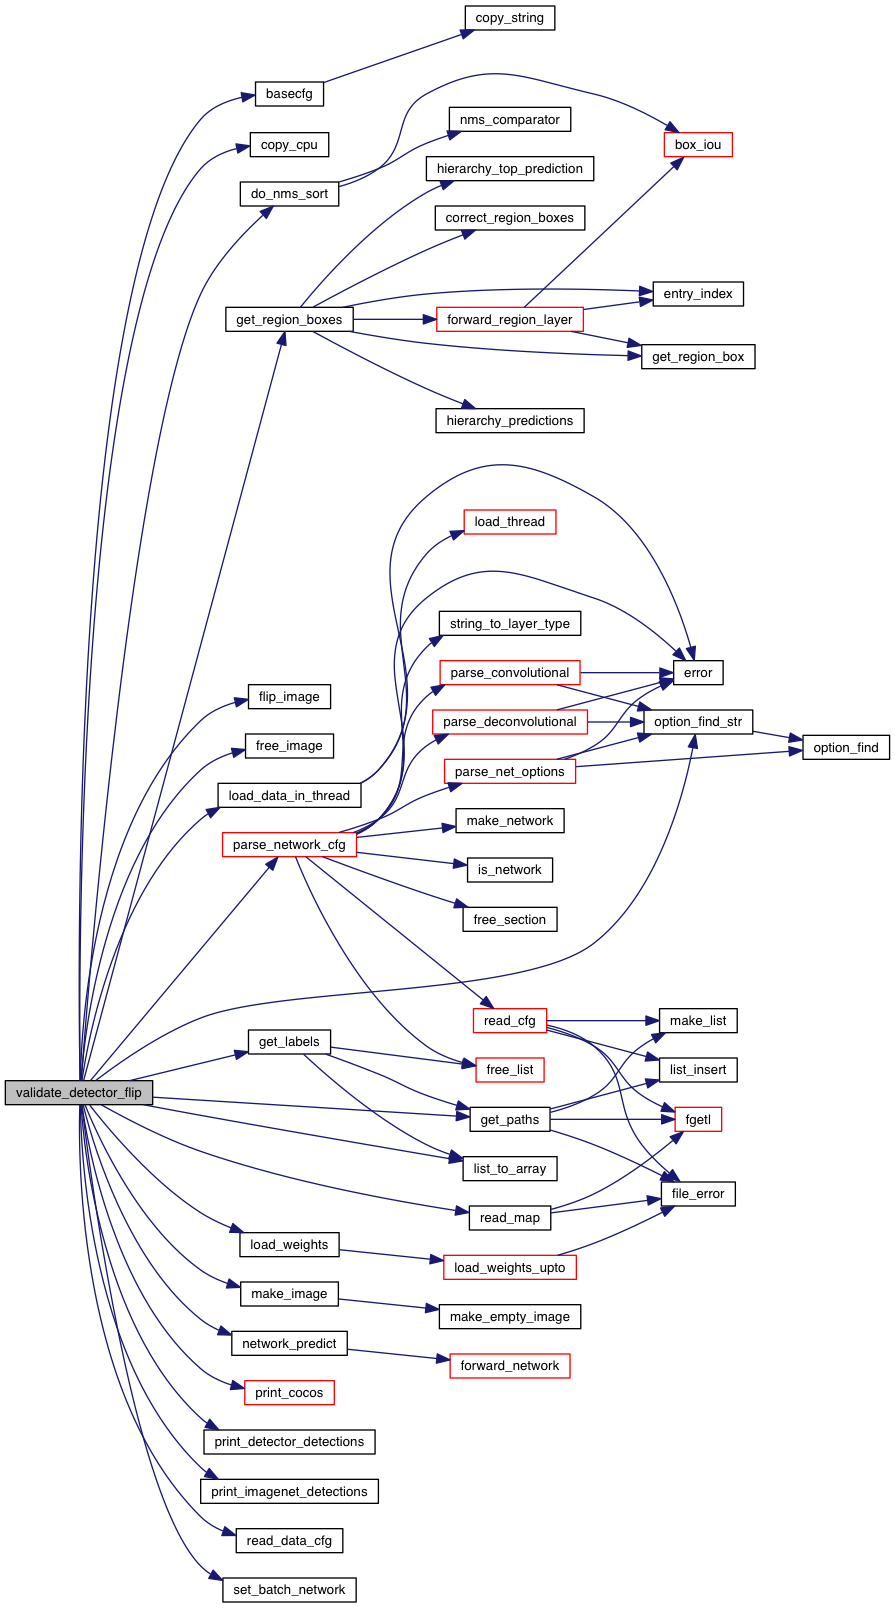 copy_string
basecfg
nms_comparator
copy_cpu
box_iou
hierarchy_top_prediction
do_nms_sort
correct_region_boxes
entry_index
get_region_boxes
forward_region_layer
get_region_box
hierarchy_predictions
load_thread
string_to_layer_type
parse_convolutional
error
flip_image
parse_deconvolutional
option_find_str
free_image
option_find
parse_net_options
load_data_in_thread
make_network
parse_network_cfg
is_network
free_section
read_cfg
make_list
get_labels
free_list
list_insert
validate_detector_flip
get_paths
fgetl
list_to_array
file_error
read_map
load_weights
load_weights_upto
make_image
make_empty_image
network_predict
forward_network
print_cocos
print_detector_detections
print_imagenet_detections
read_data_cfg
set_batch_network